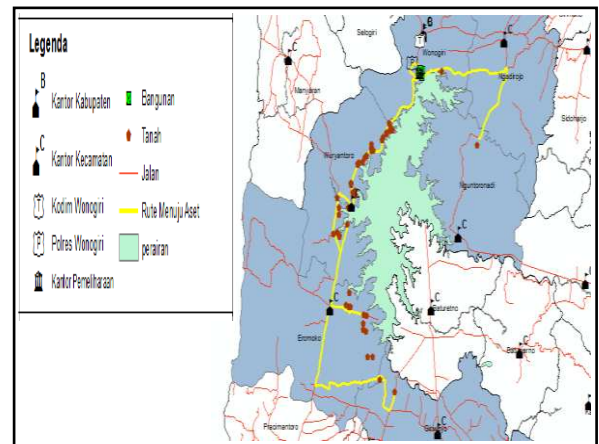 Legenda
B
Kantor Kabupaten
C
Kantor Kecamatan
T
Kodim Wonogiri
P
Polres Wonogiri
Kantor Pemeliharaan
Bangunan
Tanah
Jalan
Rute Menuju Aset
perairan
Selogiri
B
T
Wonogiri
C
P
C
Manyaran
Ngadirojo
Sidoharjo
Wuryantoro
Nguntoronadi
C
C
Eromoko
C
Baturetno
C
Pracimantoro
C